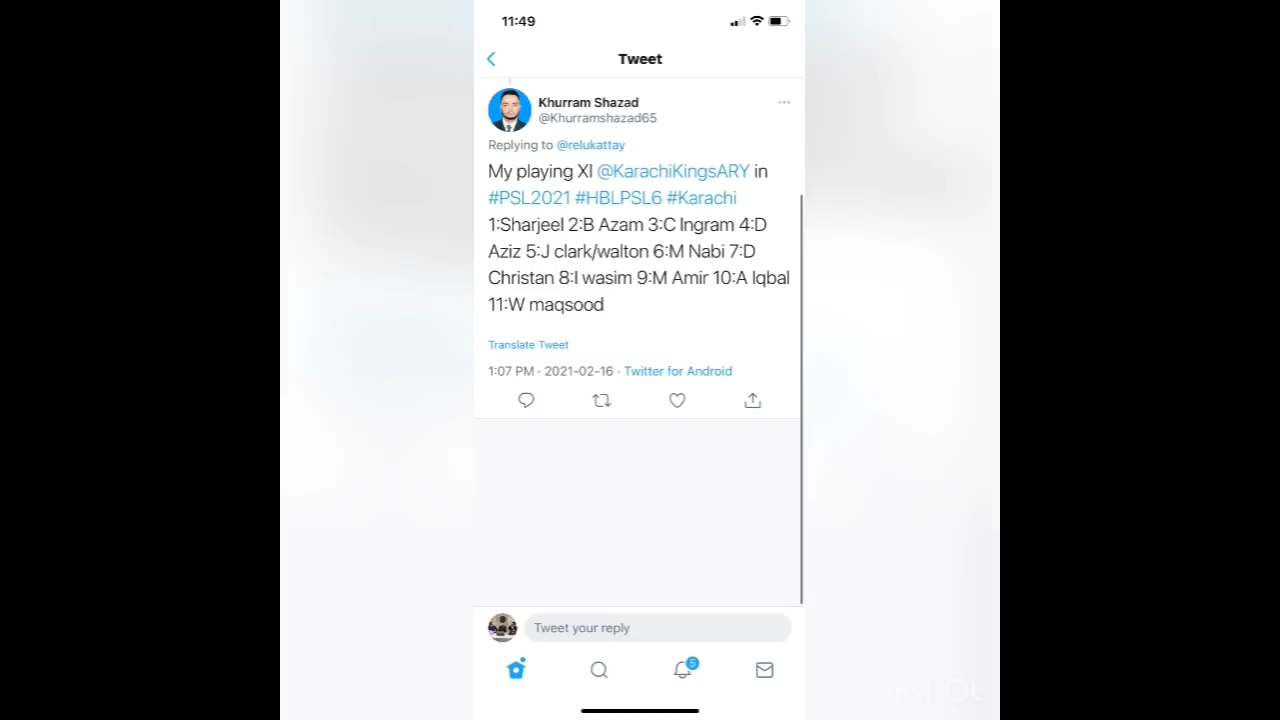 11:49
Tweet
Khurram Shazad
@Khurramshazad65
Replying to @relukattay
My playing XI @KarachiKingsARY in
#PSL2021 #HBLPSL6 #Karachi
1:Sharjeel 2:B Azam 3:C Ingram 4:D
Aziz 5:J clark/walton 6:M Nabi 7:D
Christan 8:I wasim 9:M Amir 10:A Iqbal
11:W maqsood
Translate Tweet
1:07 PM · 2021-02-16 · Twitter for Android
Tweet your reply
5